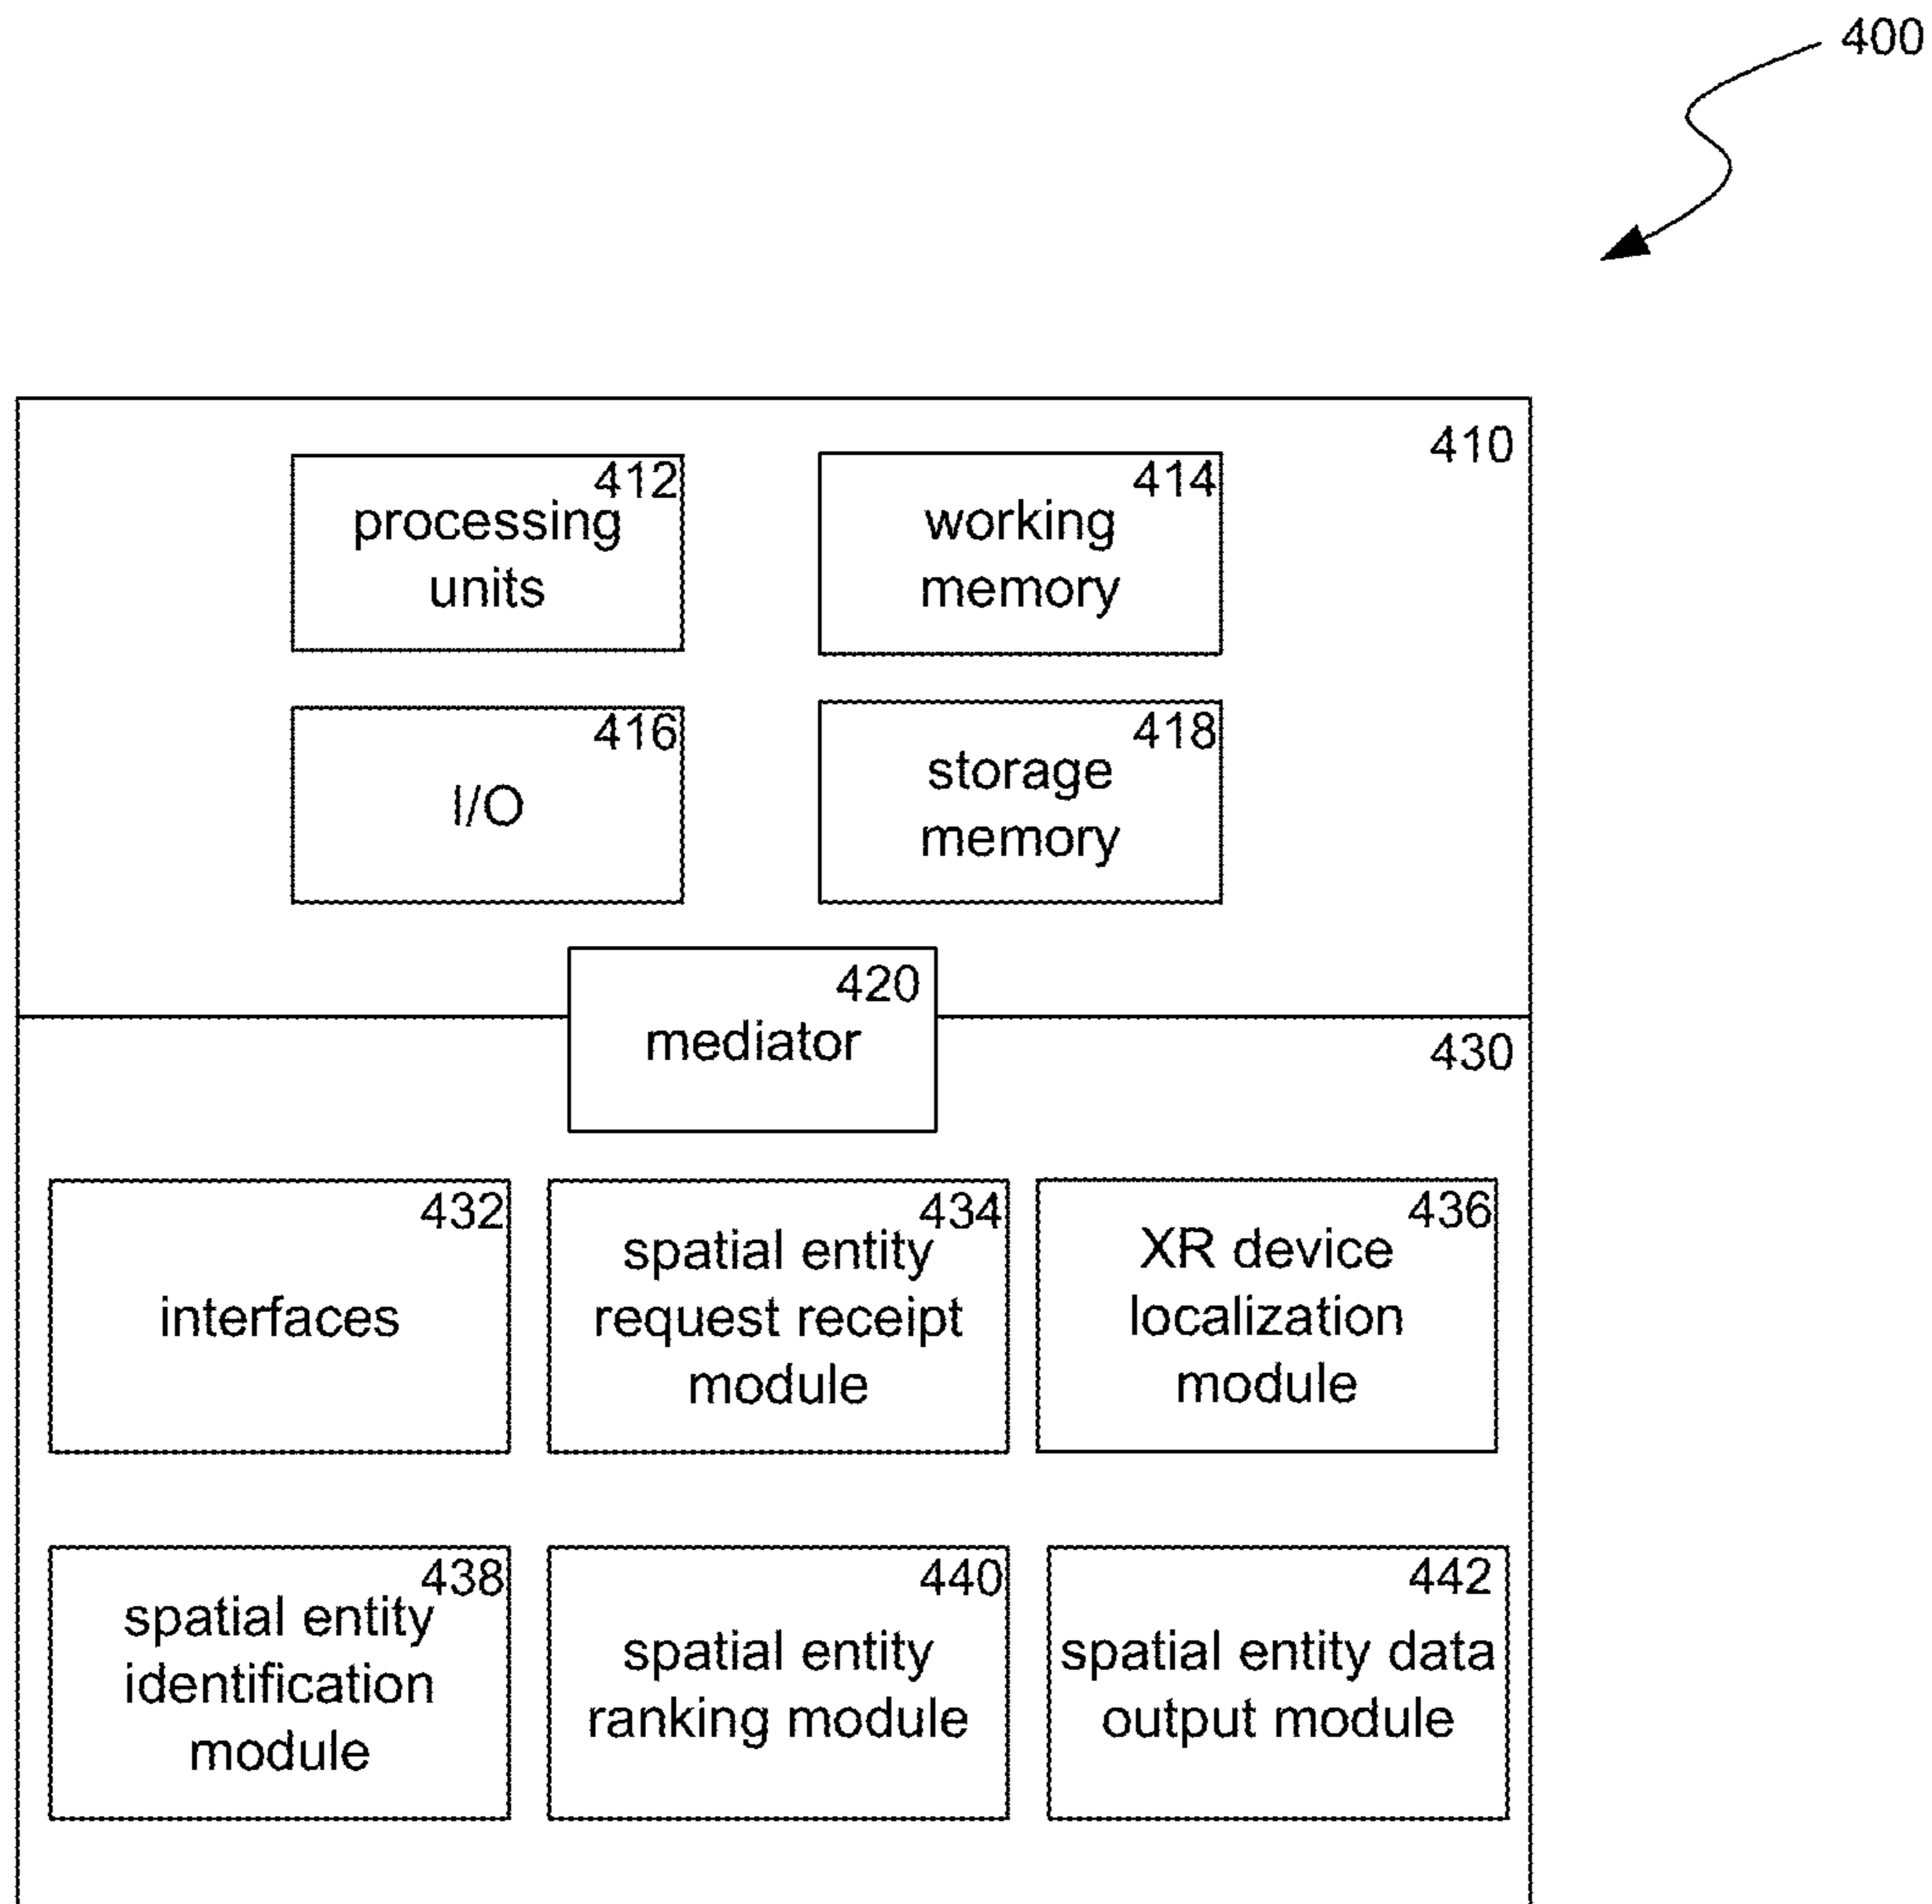 400
410
412
processing
units
414
working
memory
416
I/O
418
storage
memory
420
mediator
430
432
interfaces
434
spatial entity
request receipt
module
436
XR device
localization
module
438
spatial entity
identification
module
440
spatial entity
ranking module
442
spatial entity data
output module